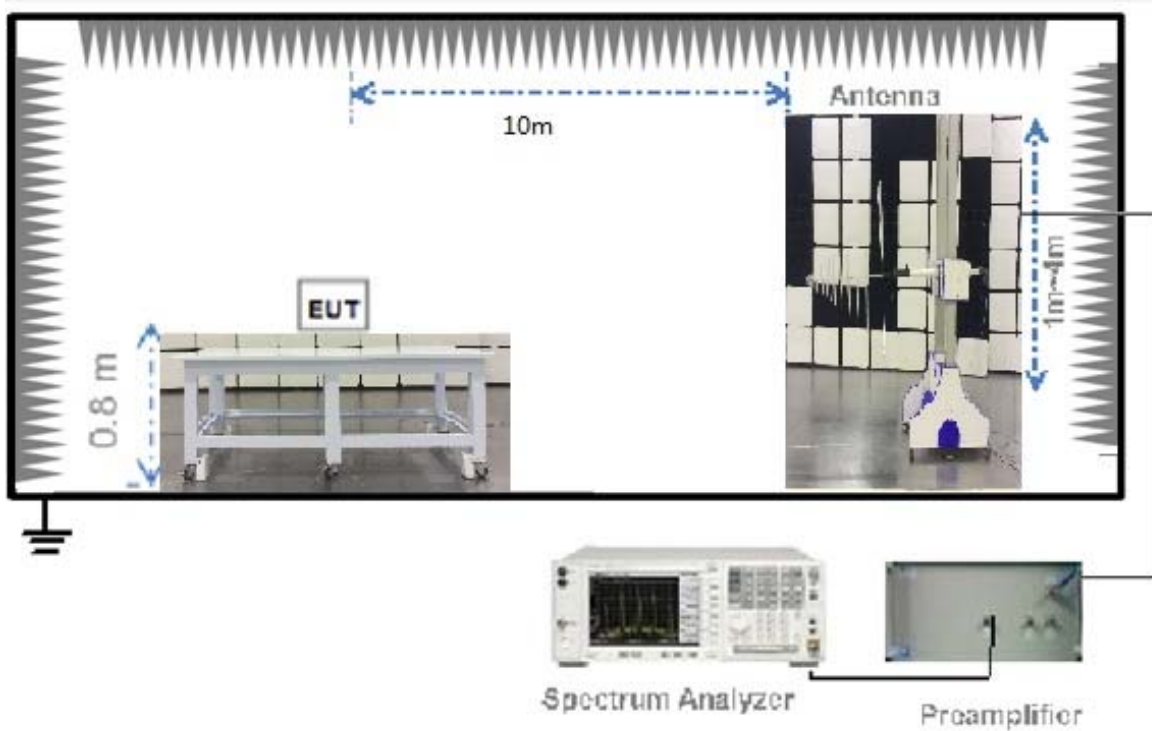 Antenna
10m
1m~4m
EUT
0.8 m
Spectrum Analyzer
Preamplifier